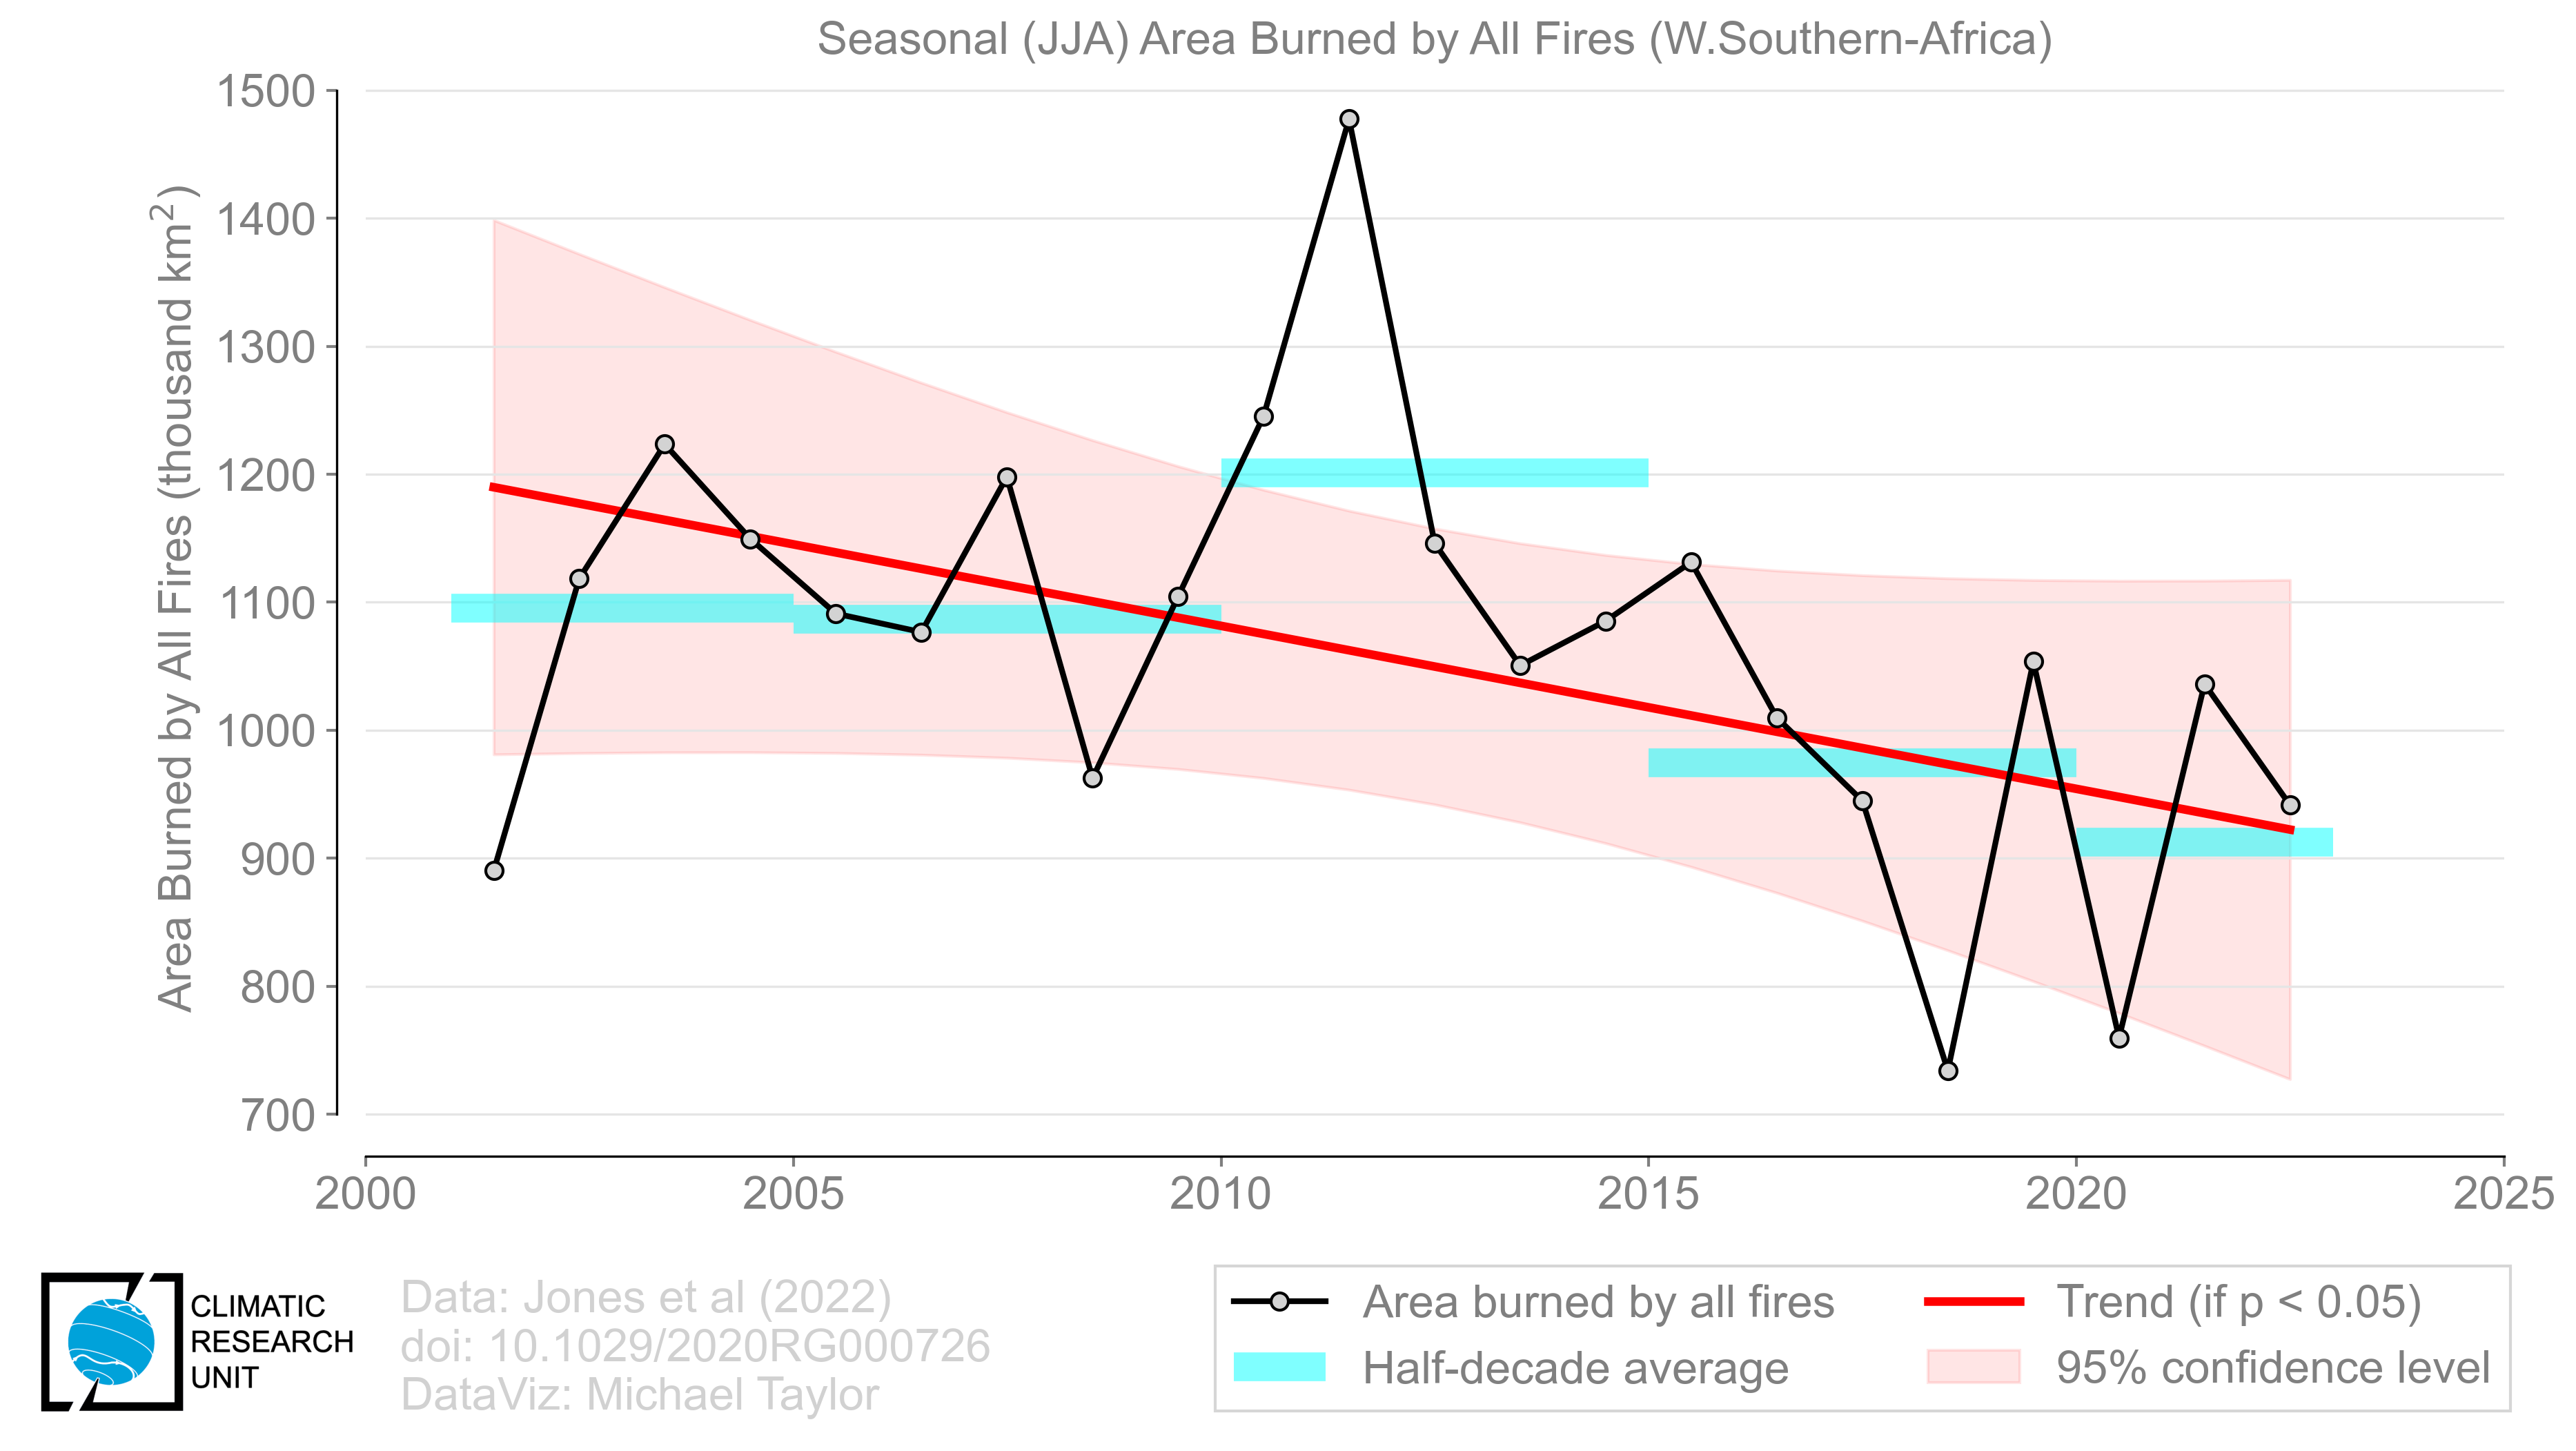 Seasonal (JJA) Area Burned by All Fires (W.Southern-Africa)
Area Burned by All Fires (thousand km²)
1500
1400
1300
1200
1100
1000
900
800
700
2000 2005 2010 2015 2020 2025
CLIMATIC
RESEARCH
UNIT
Data: Jones et al (2022)
doi: 10.1029/2020RG000726
DataViz: Michael Taylor
Area burned by all fires
Half-decade average
Trend (if p < 0.05)
95% confidence level